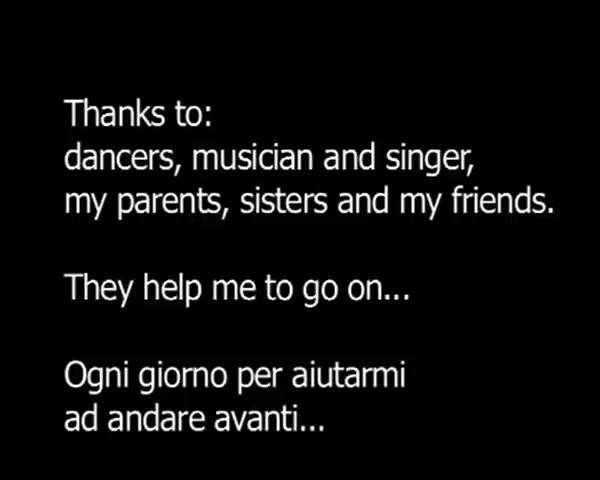 Thanks to:
dancers, musician and singer,
my parents, sisters and my friends.
They help me to go on...
Ogni giorno per aiutarmi
ad andare avanti...